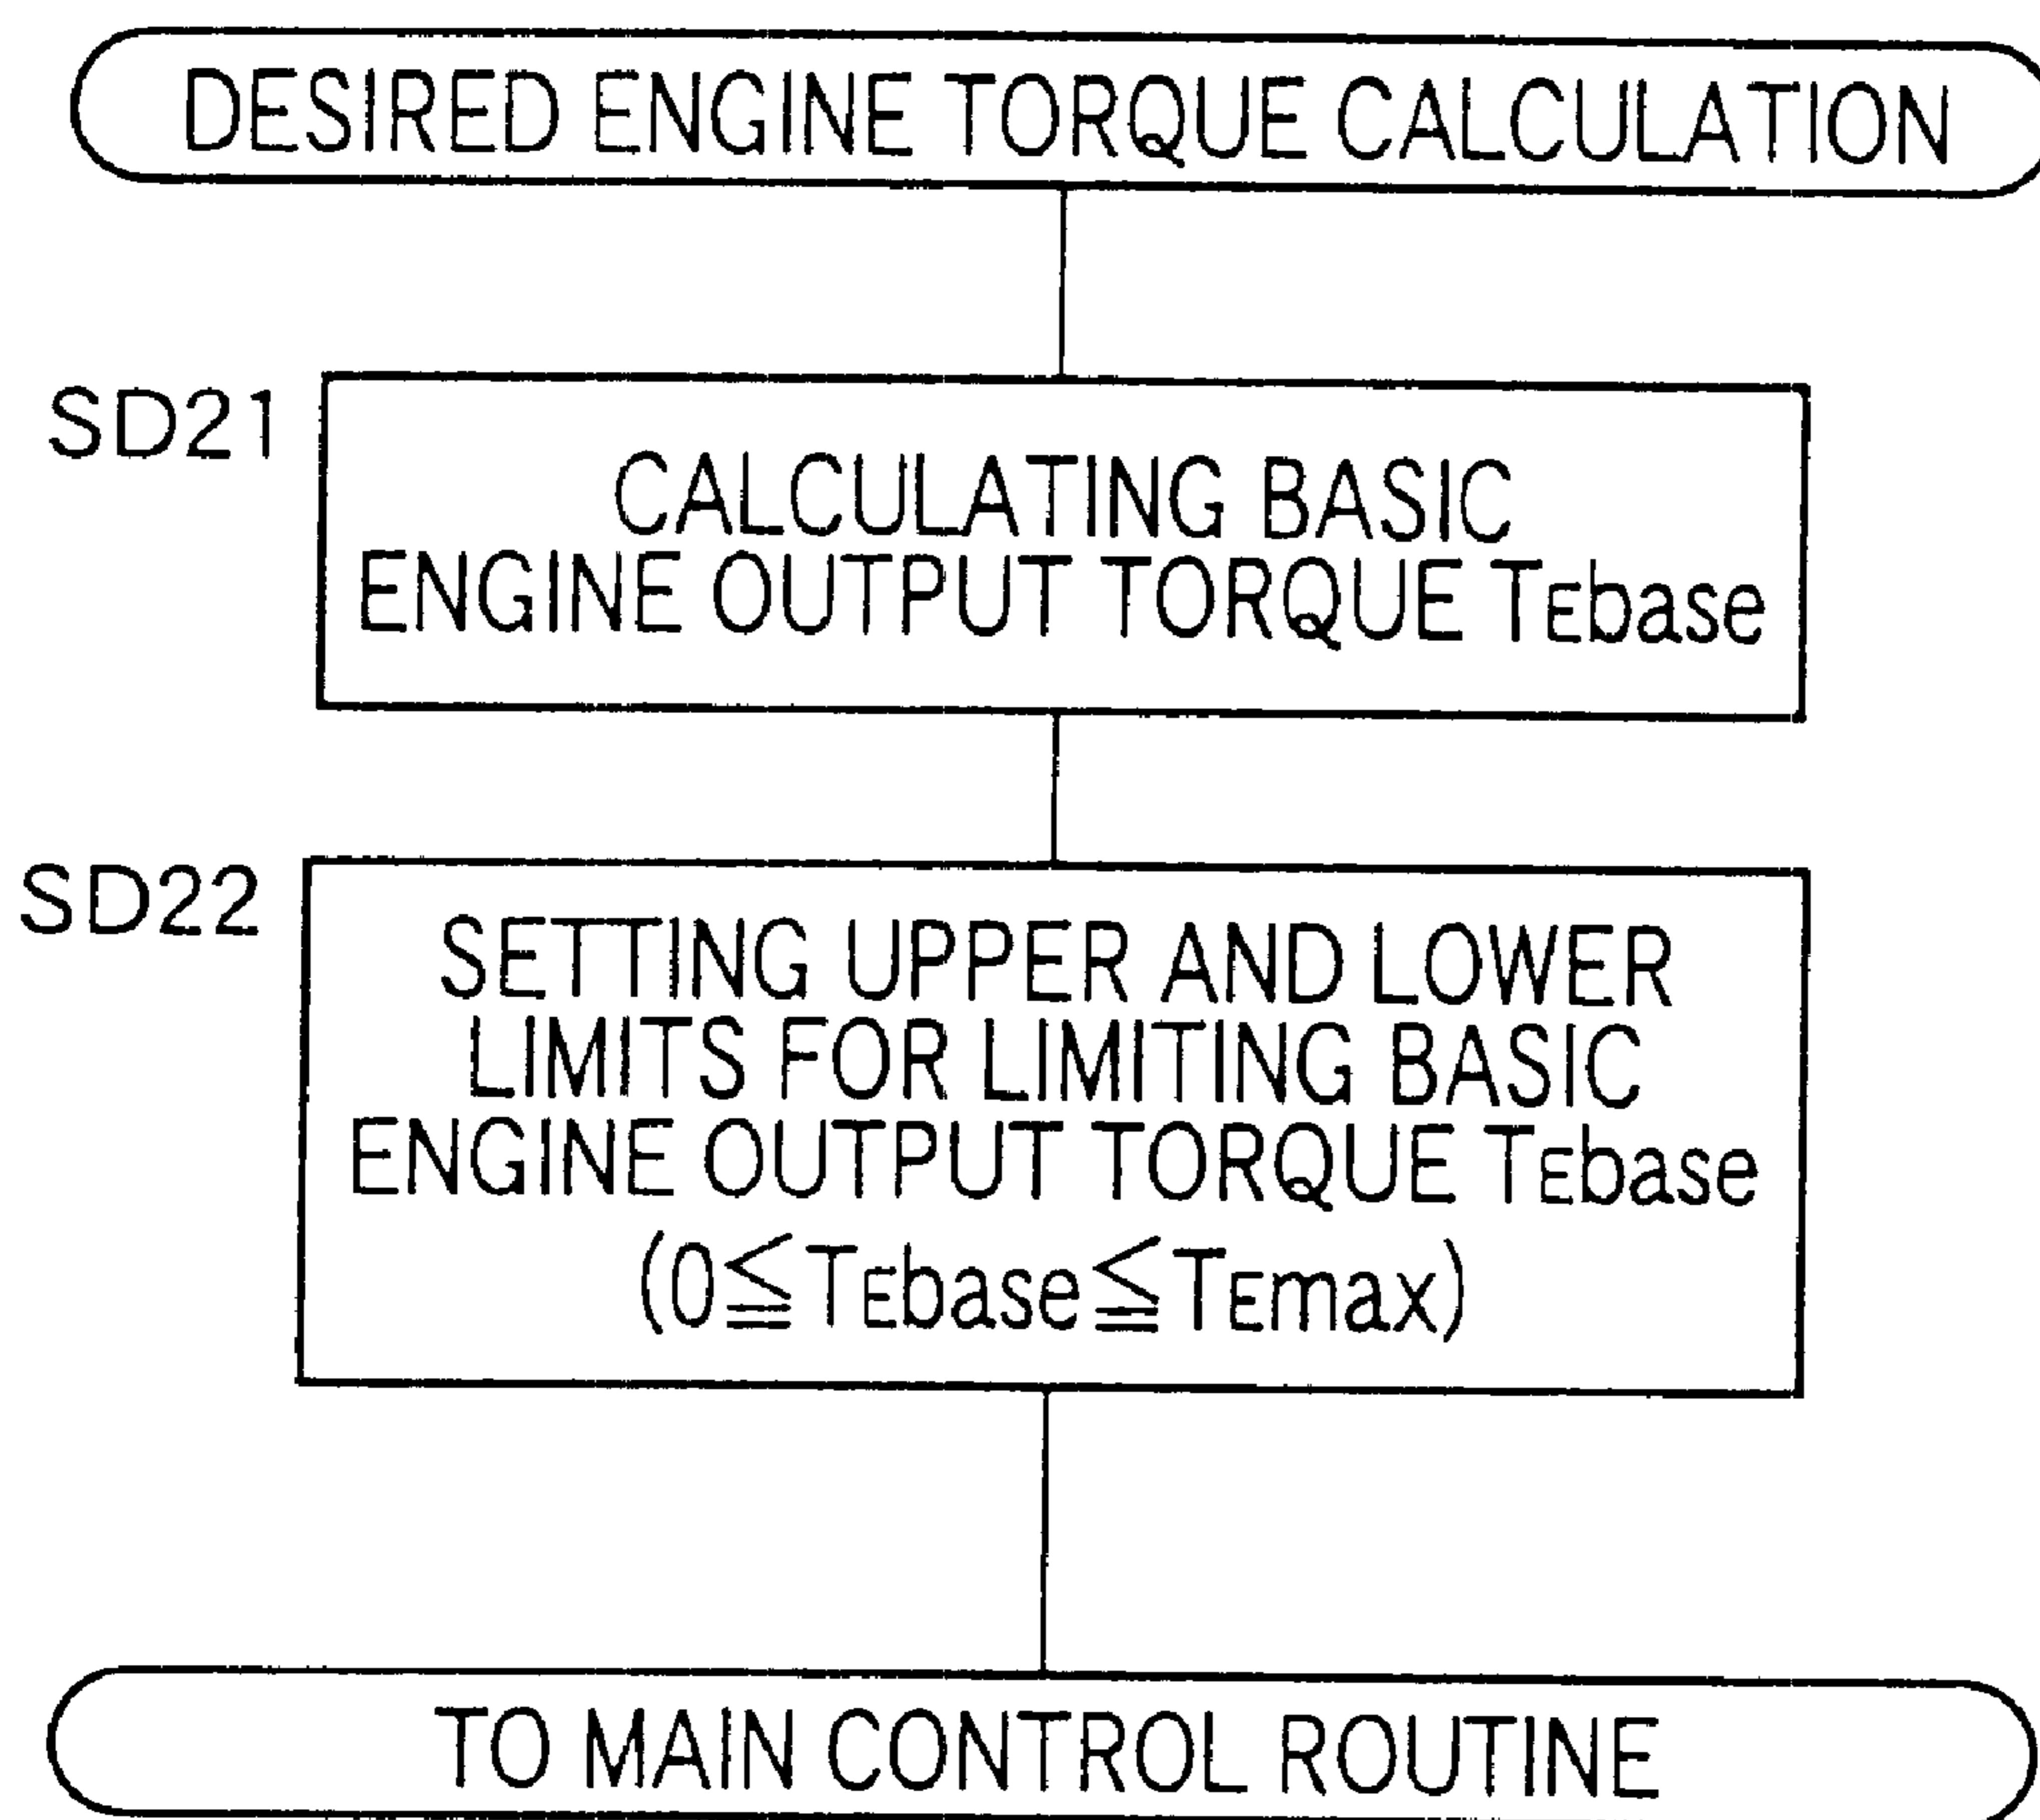 DESIRED ENGINE TORQUE CALCULATION
SD21
CALCULATING BASIC
ENGINE OUTPUT TORQUE TEbase
SD22
SETTING UPPER AND LOWER
LIMITS FOR LIMITING BASIC
ENGINE OUTPUT TORQUE TEbase
(0≦TEbase≦TEmax)
TO MAIN CONTROL ROUTINE